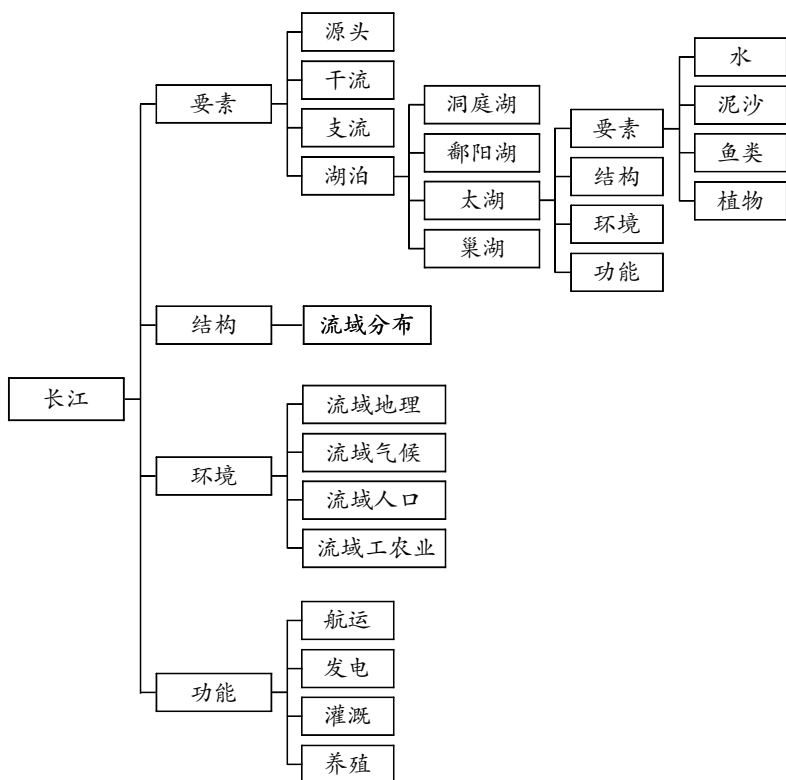 长江
要素
源头
干流
支流
湖泊
洞庭湖
鄱阳湖
太湖
要素
水
泥沙
鱼类
植物
结构
环境
功能
巢湖
结构
流域分布
环境
流域地理
流域气候
流域人口
流域工农业
功能
航运
发电
灌溉
养殖